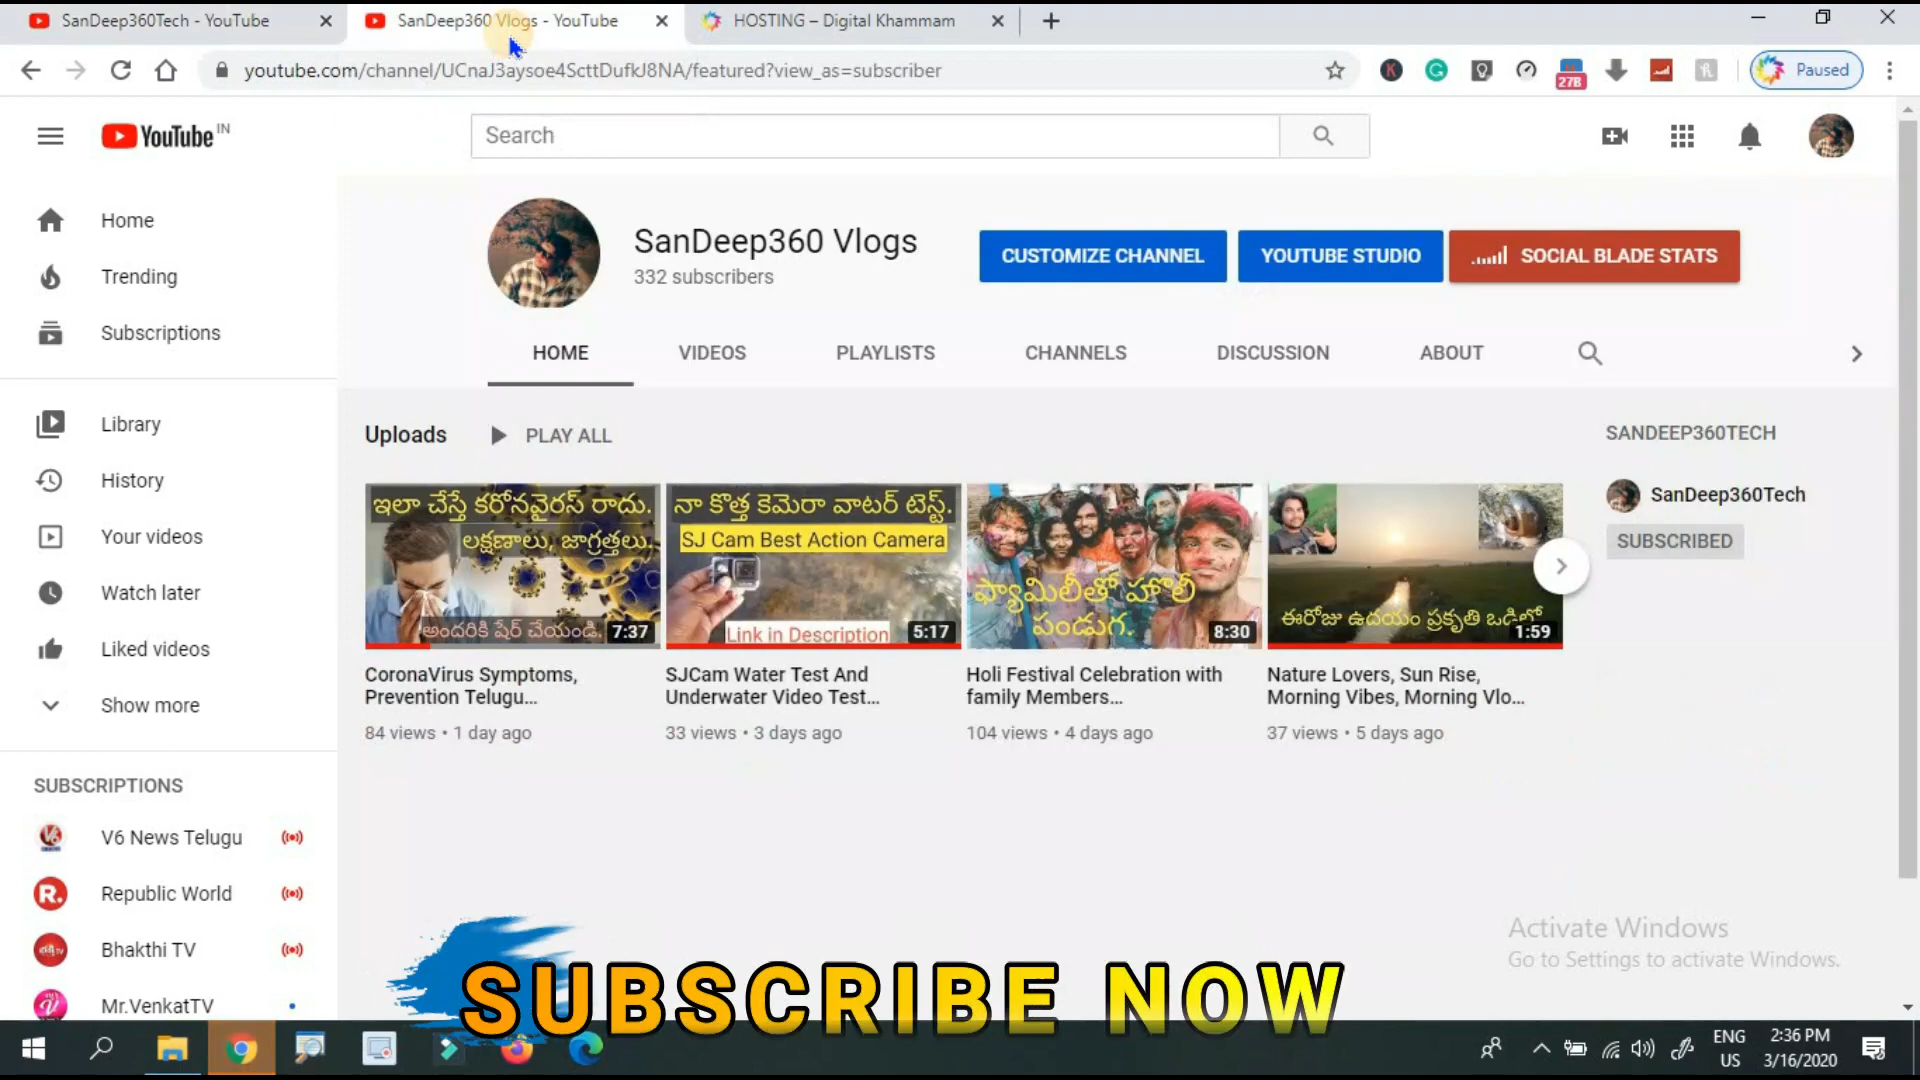 SanDeep360Tech - YouTube
SanDeep360 Vlogs - YouTube
HOSTING – Digital Khammam
youtube.com/channel/UCnaJ3aysoe4ScttDufkJ8NA/featured?view_as=subscriber
27B
Paused
YouTube IN
Search
Home
Trending
Subscriptions
Library
History
Your videos
Watch later
Liked videos
Show more
SUBSCRIPTIONS
V6 News Telugu
Republic World
Bhakthi TV
Mr.VenkatTV
SanDeep360 Vlogs
332 subscribers
CUSTOMIZE CHANNEL
YOUTUBE STUDIO
SOCIAL BLADE STATS
HOME
VIDEOS
PLAYLISTS
CHANNELS
DISCUSSION
ABOUT
Uploads
PLAY ALL
ఇలా చేస్తే కరోనవైరస్ రాదు.
లక్షణాలు, జాగ్రత్తలు.
అందరికి షేర్ చేయండి.
7:37
CoronaVirus Symptoms,
Prevention Telugu...
84 views • 1 day ago
నా కొత్త కెమెరా వాటర్ టెస్ట్.
SJ Cam Best Action Camera
Link in Description
5:17
SJCam Water Test And
Underwater Video Test...
33 views • 3 days ago
ఫ్యామిలీతో హోలీ
పండుగ.
8:30
Holi Festival Celebration with
family Members...
104 views • 4 days ago
ఈరోజు ఉదయం ప్రకృతి ఒడిలో
1:59
Nature Lovers, Sun Rise,
Morning Vibes, Morning Vlo...
37 views • 5 days ago
SANDEEP360TECH
SanDeep360Tech
SUBSCRIBED
Activate Windows
Go to Settings to activate Windows.
SUBSCRIBE NOW
ENG
US
2:36 PM
3/16/2020